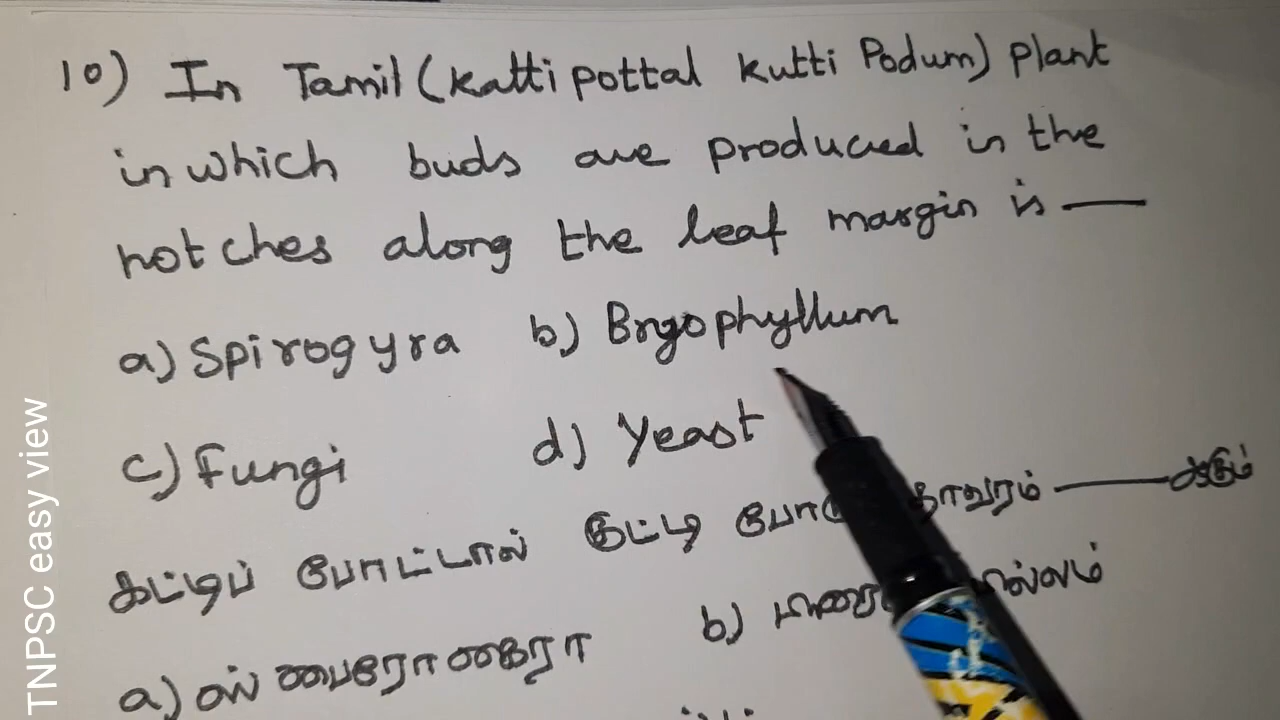 10) In Tamil (Katti pottal Kutti Podum) plant
in which buds are produced in the
notches along the leaf margin is —
a) Spirogyra b) Bryophyllum
c) Fungi d) Yeast
கட்டிப் போட்டால் குட்டி தாவரம் — ஆகும்
a) ஸ்பைரோகைரா b)
TNPSC easy view